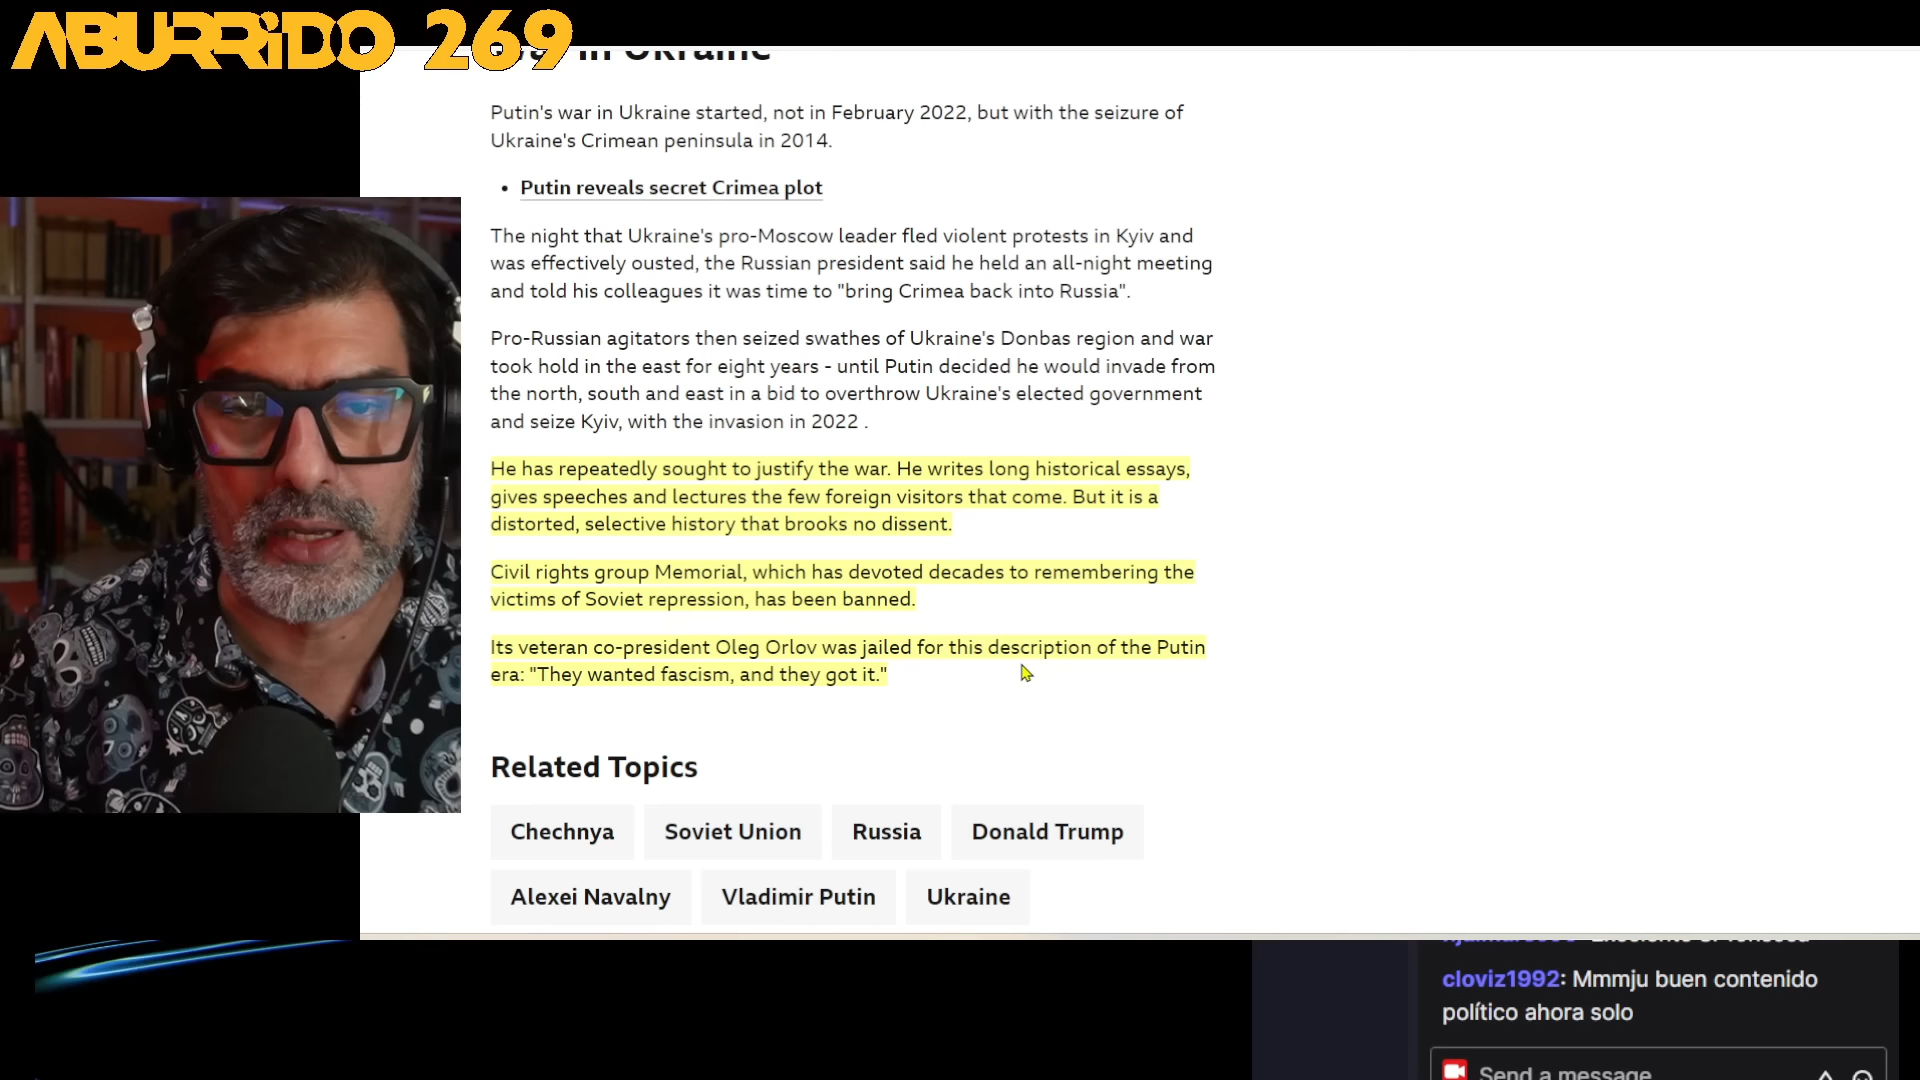 ABURRiDO 269
in Ukraine
Putin's war in Ukraine started, not in February 2022, but with the seizure of
Ukraine's Crimean peninsula in 2014.
• Putin reveals secret Crimea plot
The night that Ukraine's pro-Moscow leader fled violent protests in Kyiv and
was effectively ousted, the Russian president said he held an all-night meeting
and told his colleagues it was time to "bring Crimea back into Russia".
Pro-Russian agitators then seized swathes of Ukraine's Donbas region and war
took hold in the east for eight years - until Putin decided he would invade from
the north, south and east in a bid to overthrow Ukraine's elected government
and seize Kyiv, with the invasion in 2022 .
He has repeatedly sought to justify the war. He writes long historical essays,
gives speeches and lectures the few foreign visitors that come. But it is a
distorted, selective history that brooks no dissent.
Civil rights group Memorial, which has devoted decades to remembering the
victims of Soviet repression, has been banned.
Its veteran co-president Oleg Orlov was jailed for this description of the Putin
era: "They wanted fascism, and they got it."
Related Topics
Chechnya
Soviet Union
Russia
Donald Trump
Alexei Navalny
Vladimir Putin
Ukraine
cloviz1992: Mmmju buen contenido
político ahora solo
Send a message